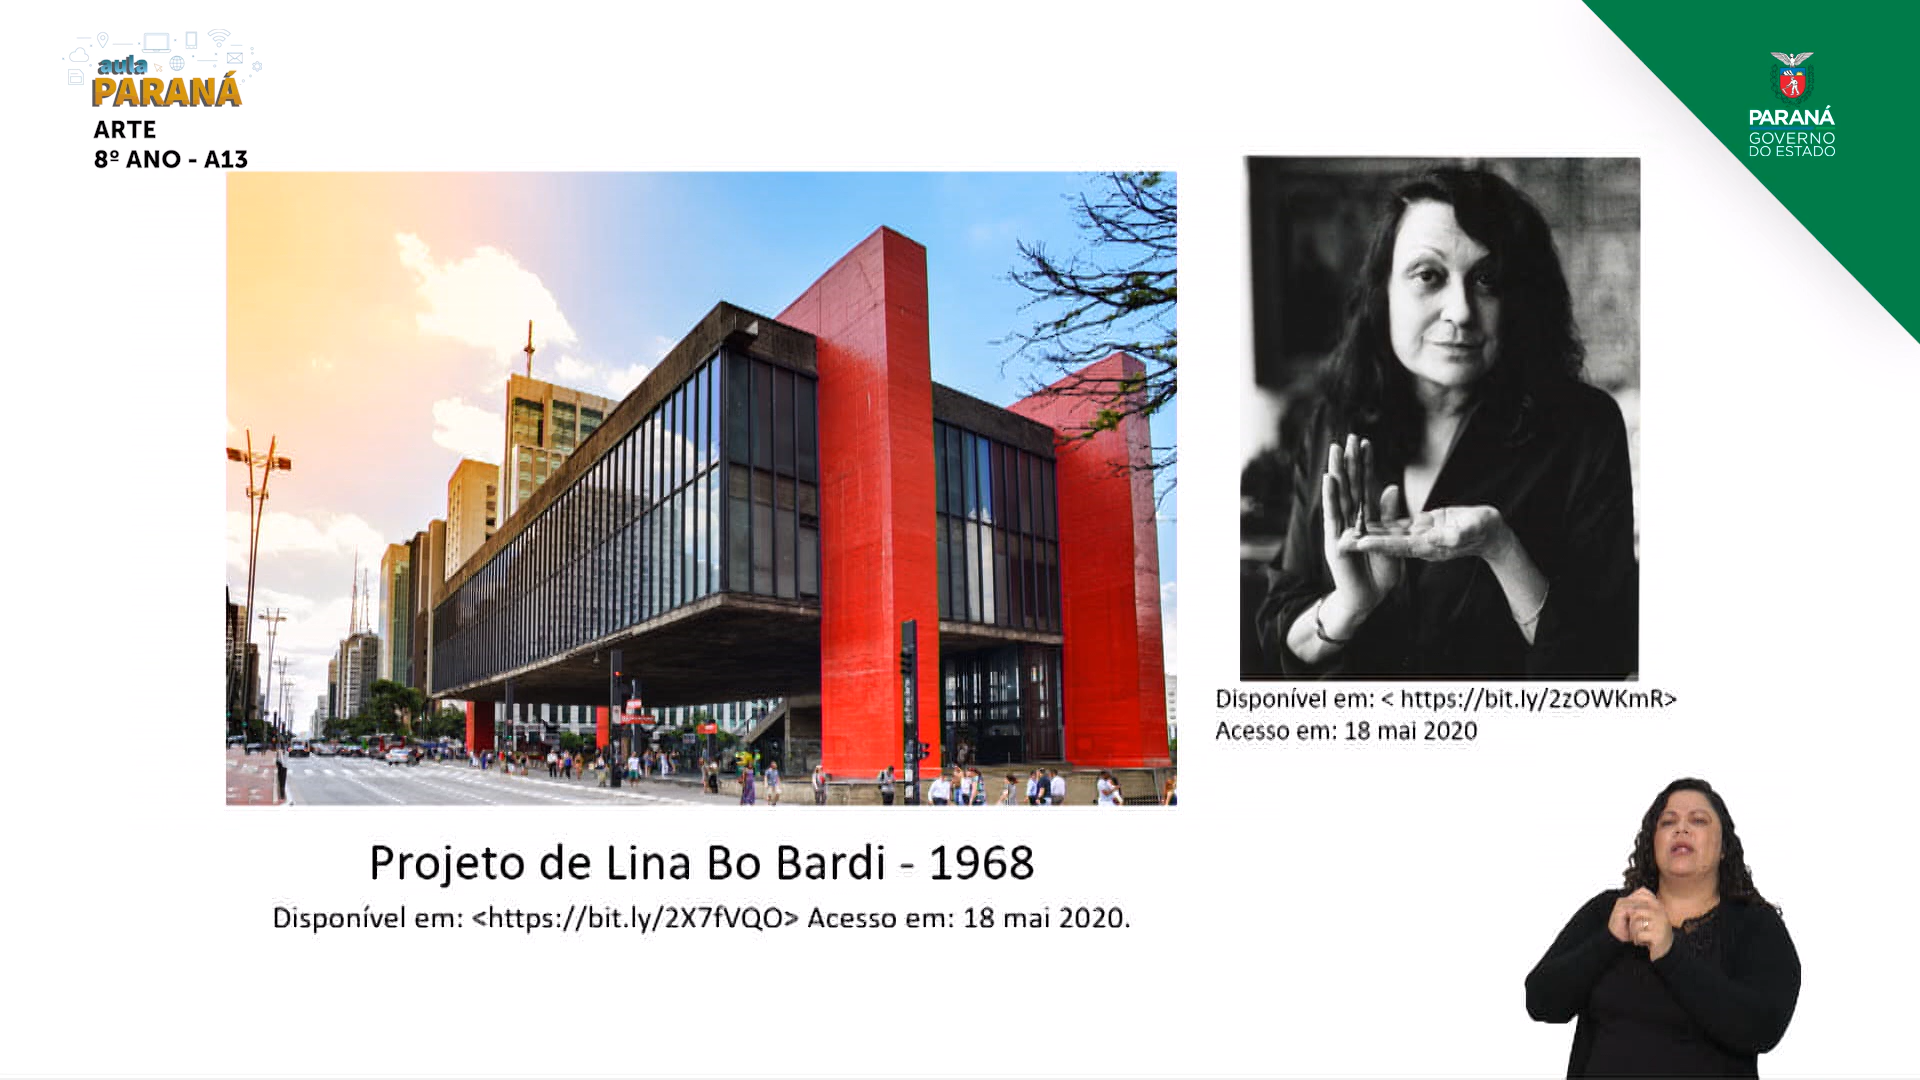 aula
PARANÁ
ARTE
8º ANO - A13
PARANÁ
GOVERNO
DO ESTADO
Disponível em: < https://bit.ly/2zOWKmR>
Acesso em: 18 mai 2020
Projeto de Lina Bo Bardi - 1968
Disponível em: <https://bit.ly/2X7fVQO> Acesso em: 18 mai 2020.